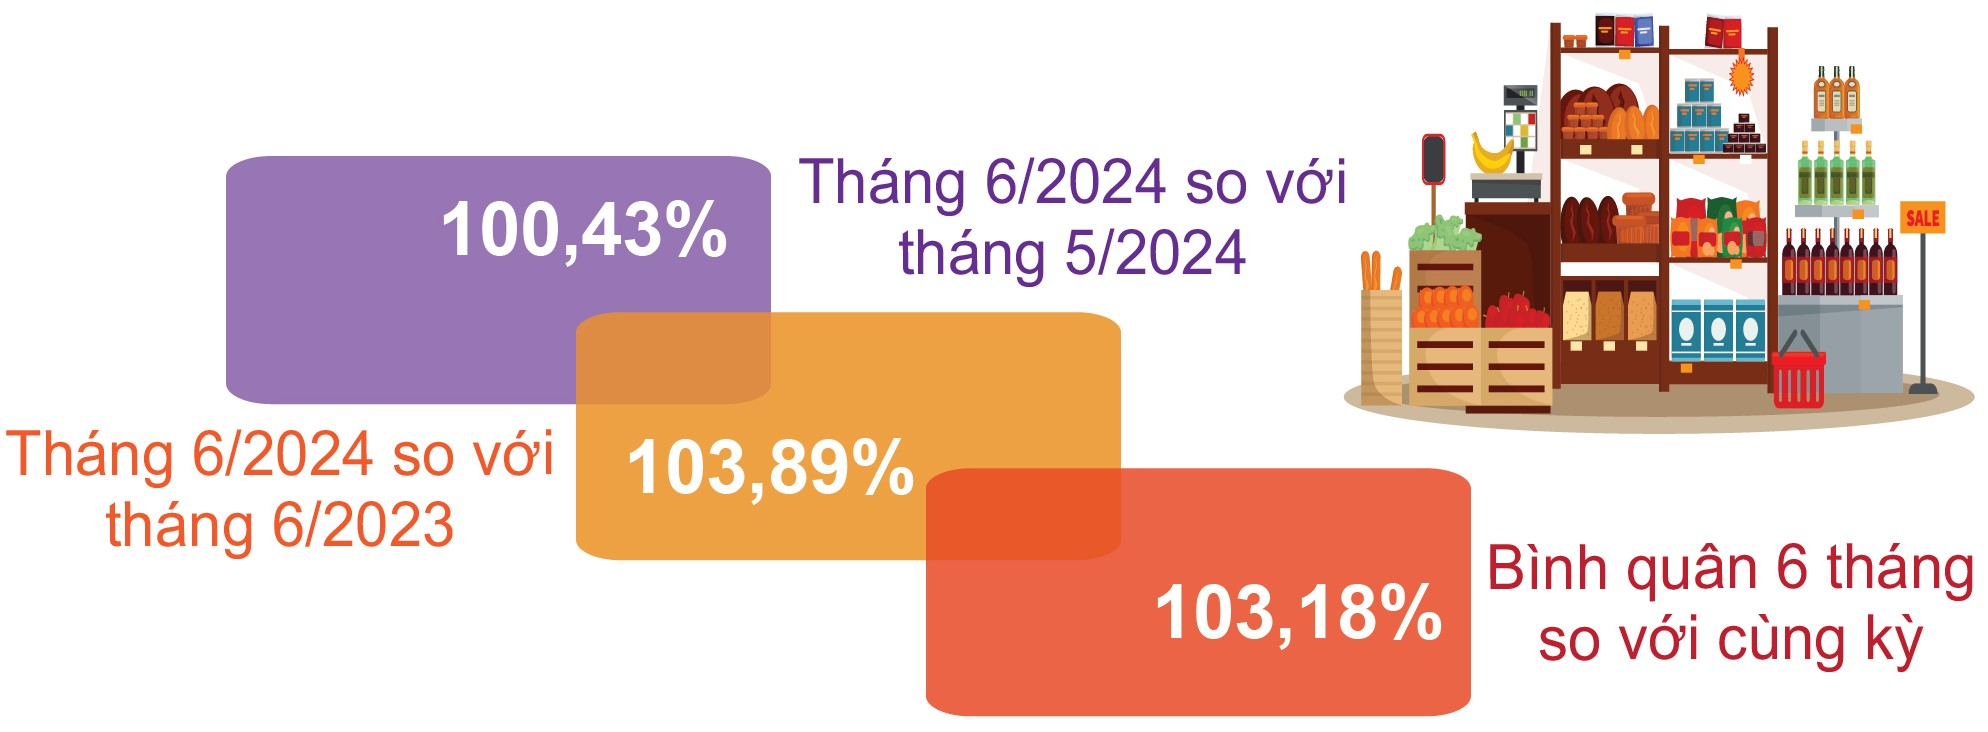 100,43%
Tháng 6/2024 so với
tháng 5/2024
Tháng 6/2024 so với
tháng 6/2023
103,89%
103,18%
Bình quân 6 tháng
so với cùng kỳ
SALE